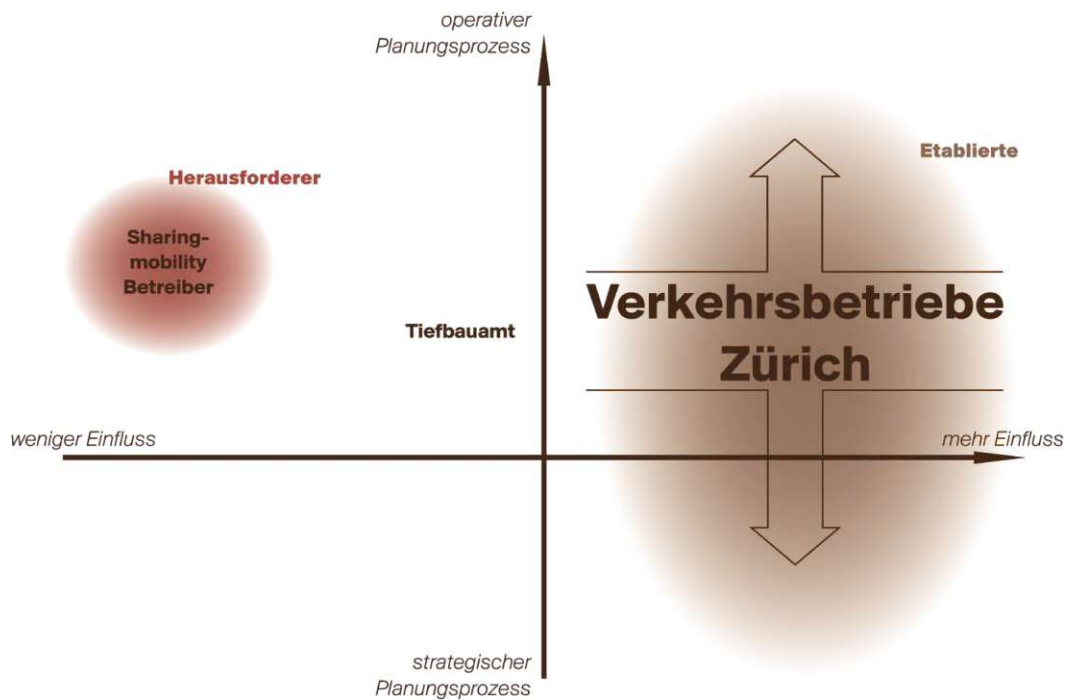 operativer
Planungsprozess
Etablierte
Herausforderer
Sharing-
mobility
Betreiber
Verkehrsbetriebe
Zürich
Tiefbauamt
weniger Einfluss
mehr Einfluss
strategischer
Planungsprozess